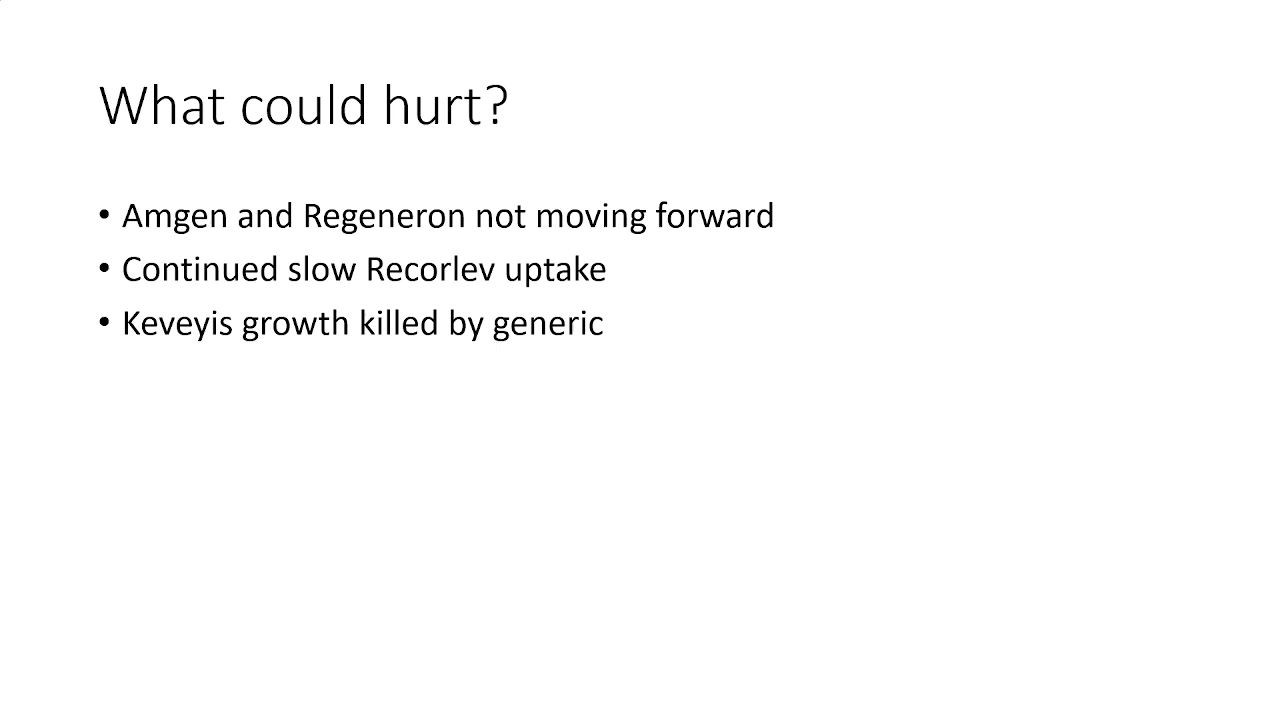 What could hurt?
• Amgen and Regeneron not moving forward
• Continued slow Recorlev uptake
• Keveyis growth killed by generic